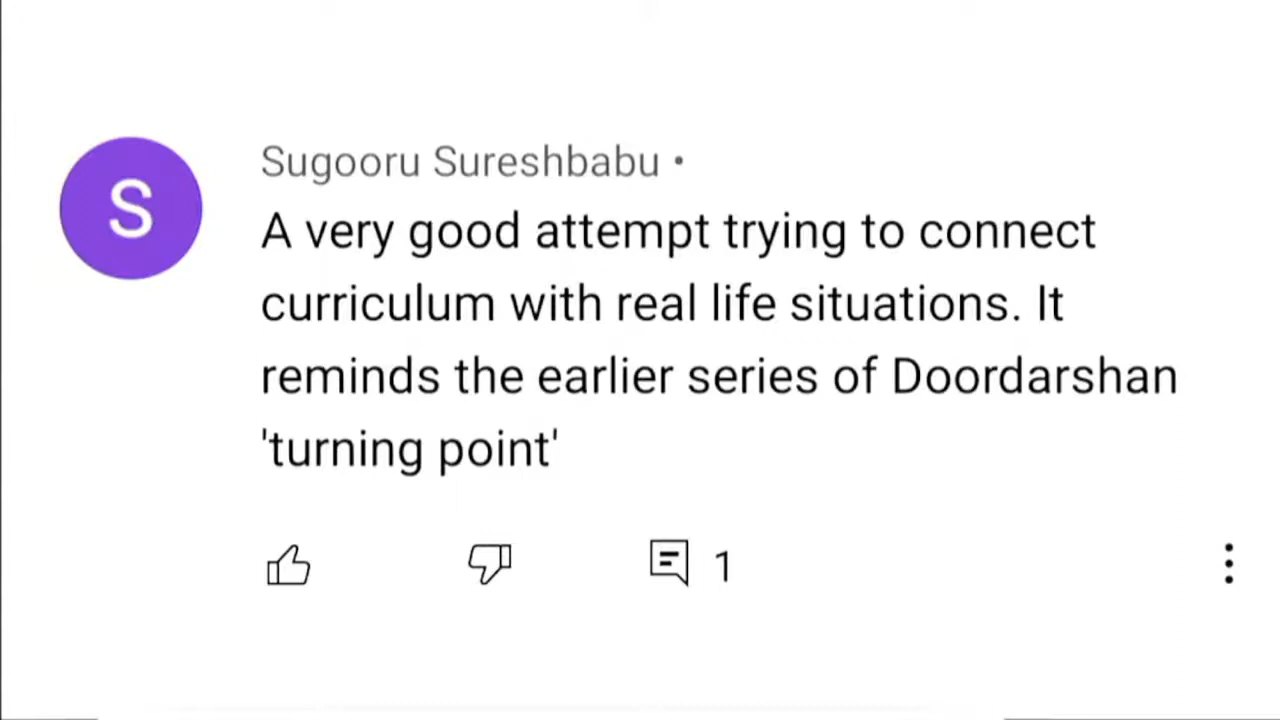 S
Sugooru Sureshbabu •
A very good attempt trying to connect
curriculum with real life situations. It
reminds the earlier series of Doordarshan
'turning point'
1